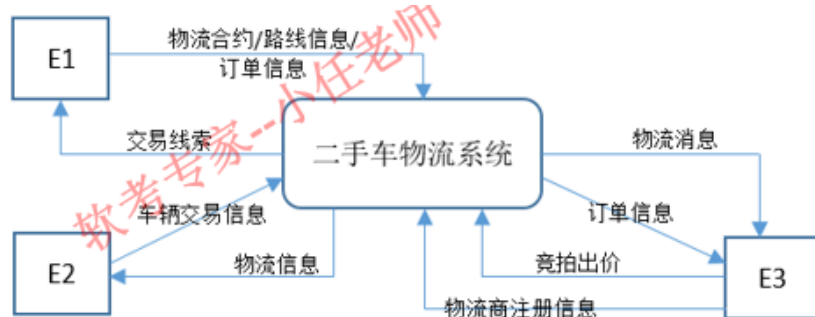 E1
物流合约/路线信息/
订单信息
交易线索
二手车物流系统
物流消息
车辆交易信息
订单信息
E2
物流信息
竞拍出价
E3
物流商注册信息
软考专家--小任老师